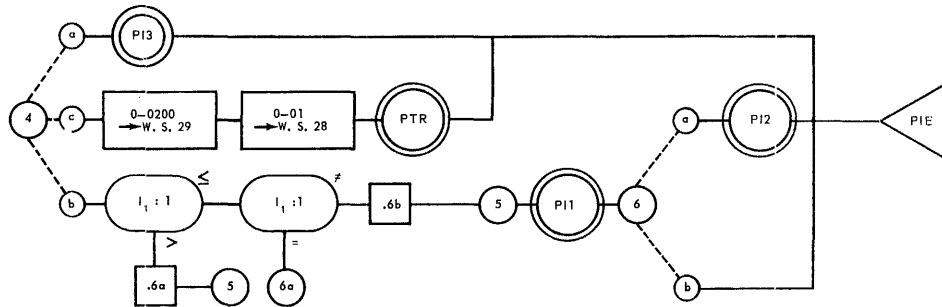 a
PI3
4
c
0-0200
→W. S. 29
0-01
→W. S. 28
PTR
a
PI2
PIE
b
I₁ : 1
≤
>
I₁ : 1
≠
=
.6b
5
PI1
6
.6a
5
6a
b